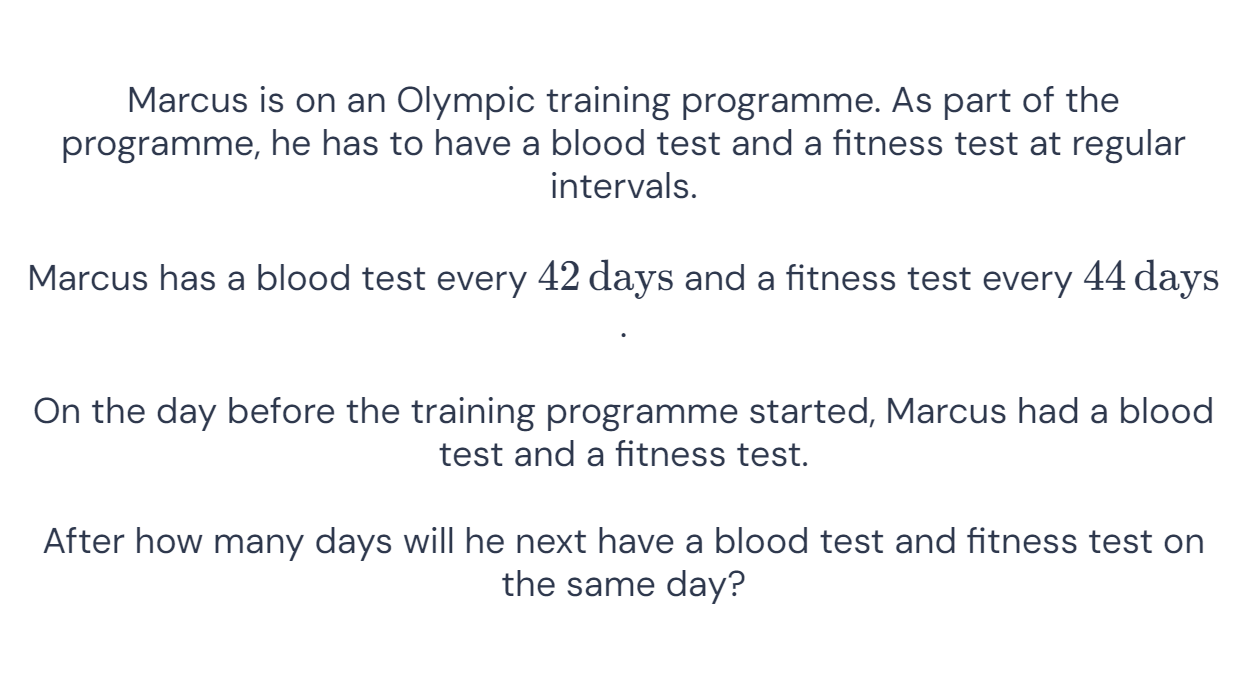 Marcus is on an Olympic training programme. As part of the
programme, he has to have a blood test and a fitness test at regular
intervals.
Marcus has a blood test every 42 days and a fitness test every 44 days
.
On the day before the training programme started, Marcus had a blood
test and a fitness test.
After how many days will he next have a blood test and fitness test on
the same day?